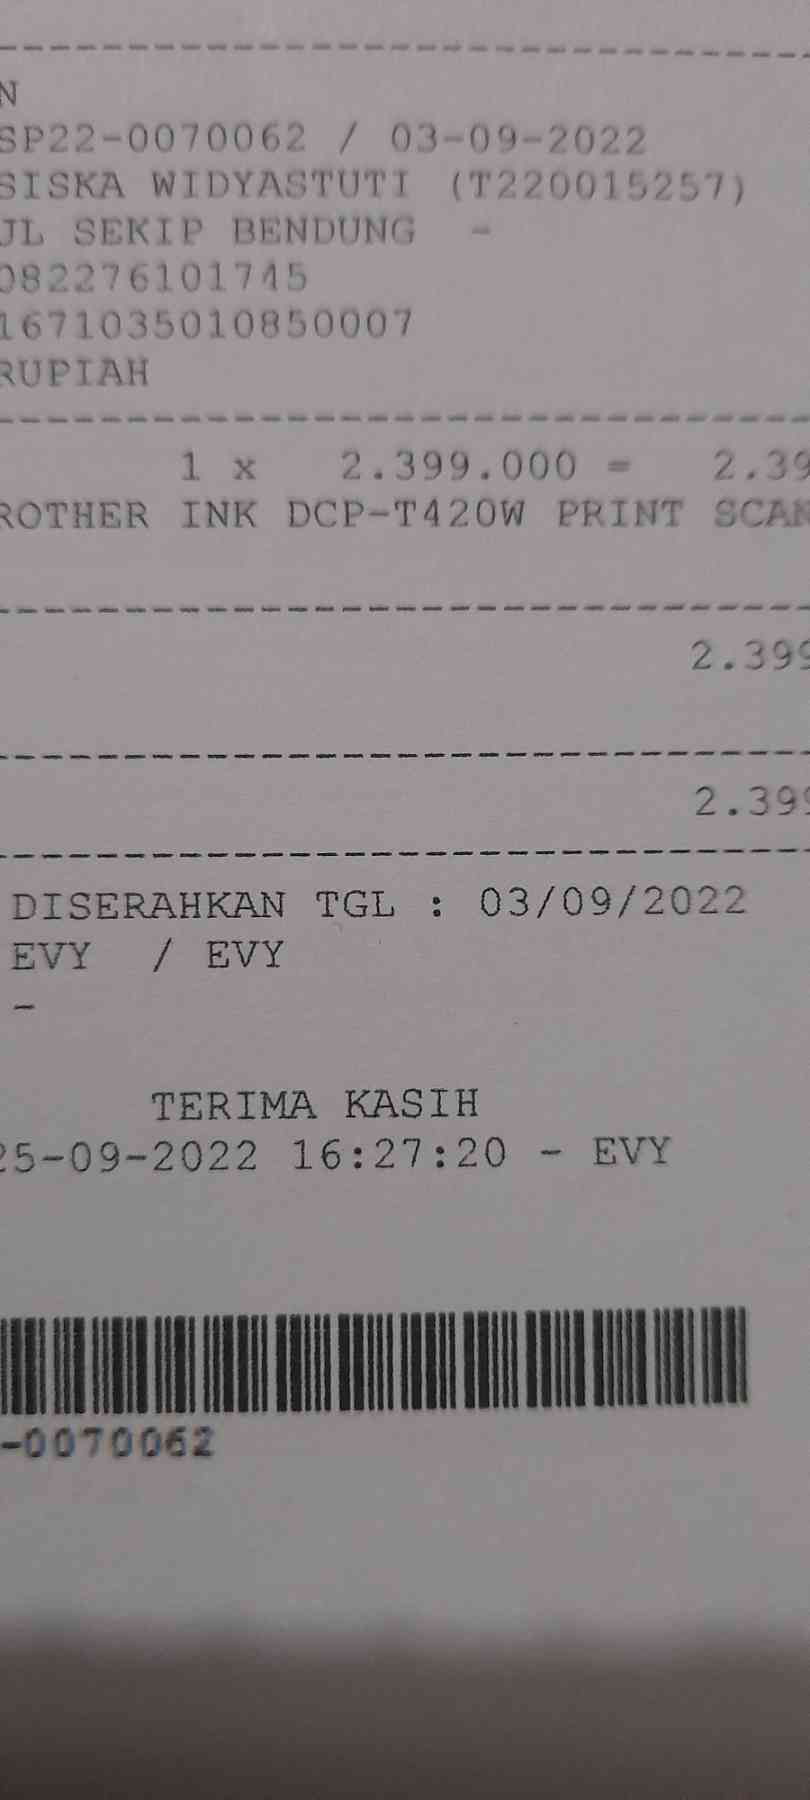 N
SP22-0070062 / 03-09-2022
SISKA WIDYASTUTI (T220015257)
JL SEKIP BENDUNG -
082276101745
1671035010850007
RUPIAH
1 x 2.399.000 = 2.39
ROTHER INK DCP-T420W PRINT SCAN
2.399
2.399
DISERAHKAN TGL : 03/09/2022
EVY / EVY
-
TERIMA KASIH
25-09-2022 16:27:20 - EVY
-0070062